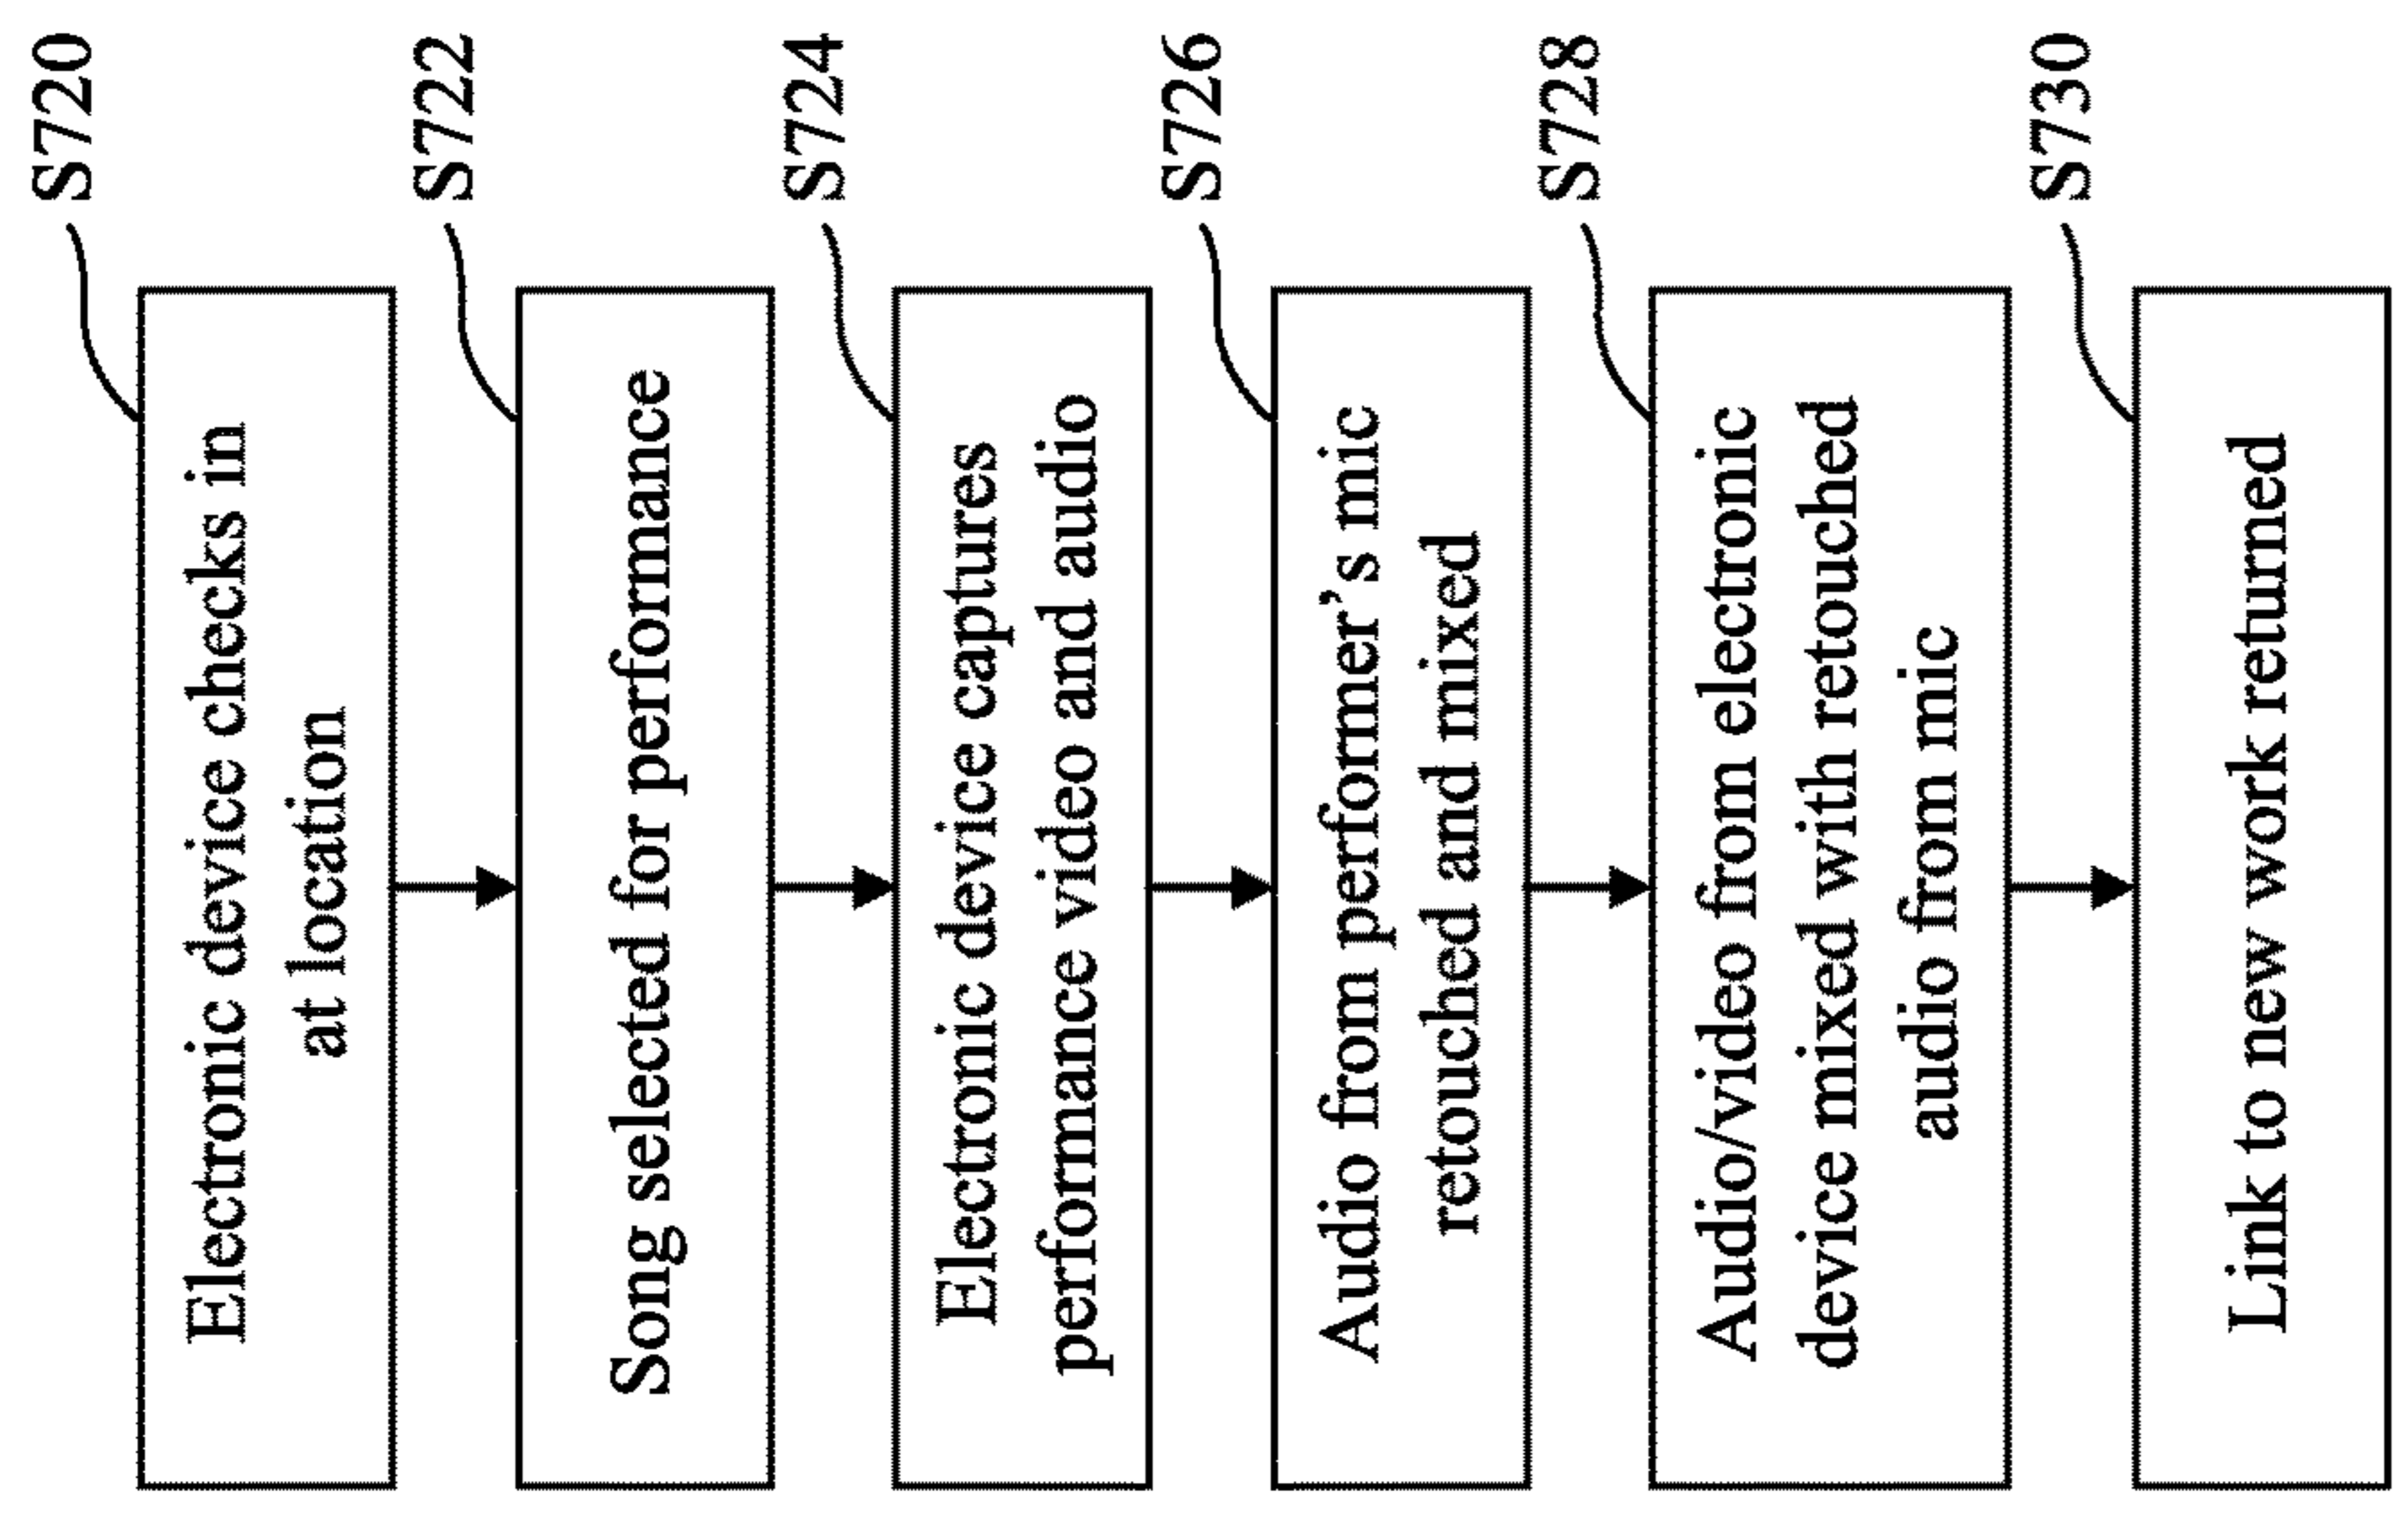 S720
Electronic device checks in
at location
S722
Song selected for performance
S724
Electronic device captures
performance video and audio
S726
Audio from performer's mic
retouched and mixed
S728
Audio/video from electronic
device mixed with retouched
audio from mic
S730
Link to new work returned